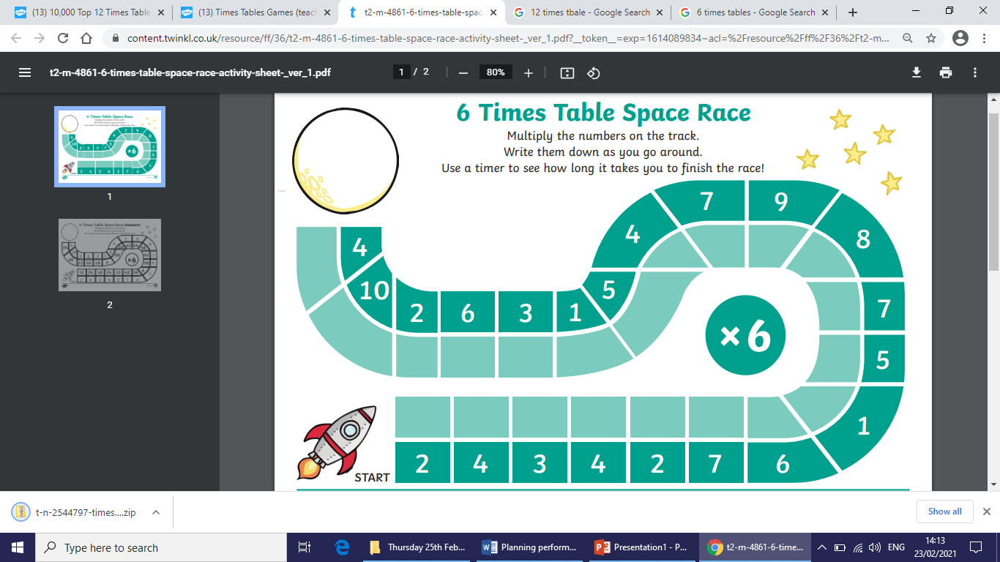 (13) 10,000 Top 12 Times Table
(13) Times Tables Games (teac
t2-m-4861-6-times-table-spac
12 times tbale - Google Search
6 times tables - Google Search
content.twinkl.co.uk/resource/ff/36/t2-m-4861-6-times-table-space-race-activity-sheet-_ver_1.pdf?__token__=exp=1614089834~acl=%2Fresource%2Fff%2F36%2Ft2-m...
t2-m-4861-6-times-table-space-race-activity-sheet-_ver_1.pdf
1 / 2
80%
6 Times Table Space Race
Multiply the numbers on the track.
Write them down as you go around.
Use a timer to see how long it takes you to finish the race!
1
2
4
10
2 6 3 1
5
4
7
9
8
7
5
1
×6
START
2 4 3 4 2 7 6
t-n-2544797-times....zip
Show all
Type here to search
Thursday 25th Feb...
Planning perform...
Presentation1 - P...
t2-m-4861-6-time...
ENG
14:13
23/02/2021